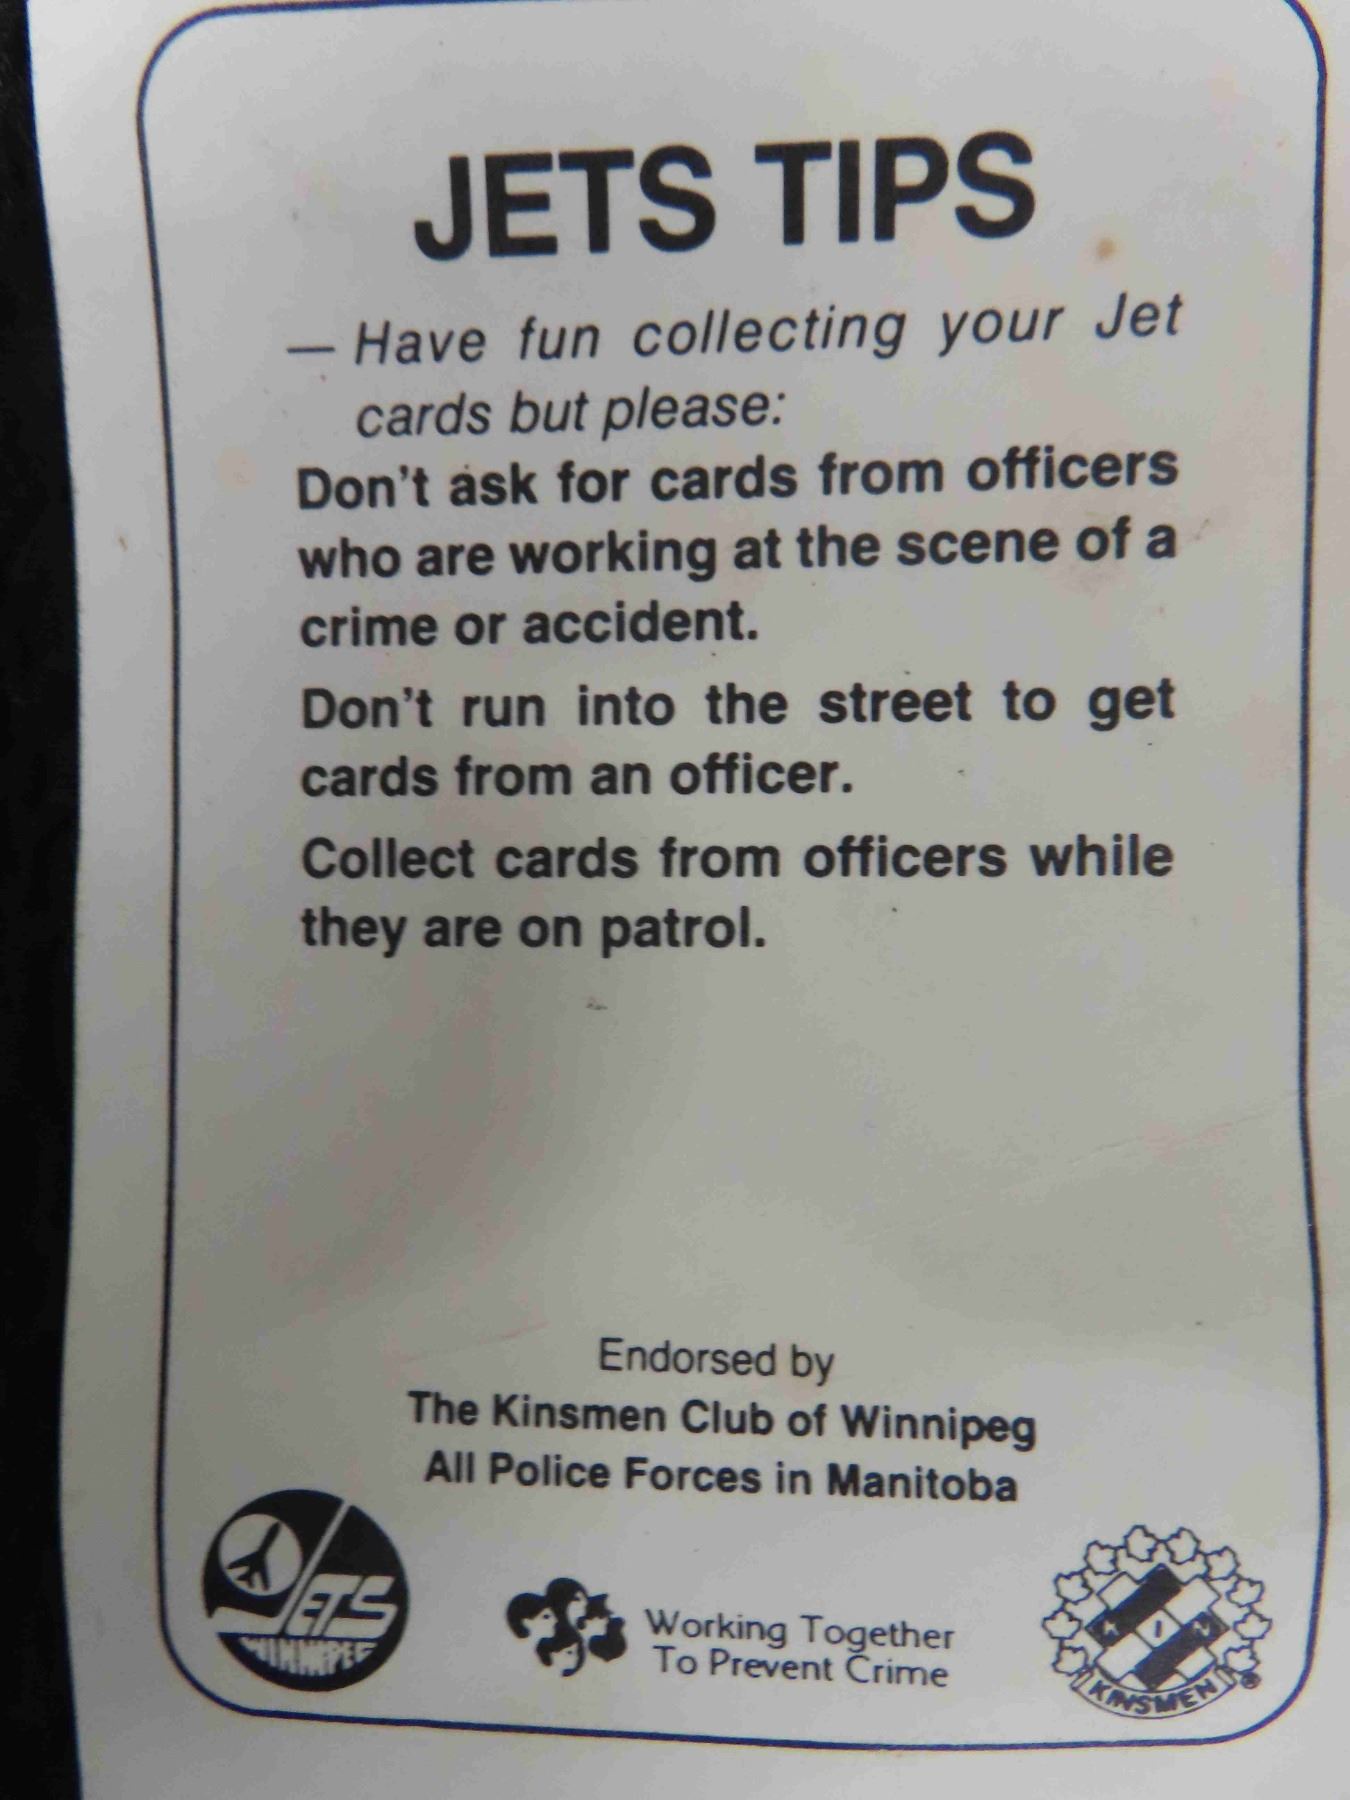 JETS TIPS
— Have fun collecting your Jet
cards but please:
Don't ask for cards from officers
who are working at the scene of a
crime or accident.
Don't run into the street to get
cards from an officer.
Collect cards from officers while
they are on patrol.
Endorsed by
The Kinsmen Club of Winnipeg
All Police Forces in Manitoba
JETS
WINNIPEG
Working Together
To Prevent Crime
KIN
KINSMEN ®